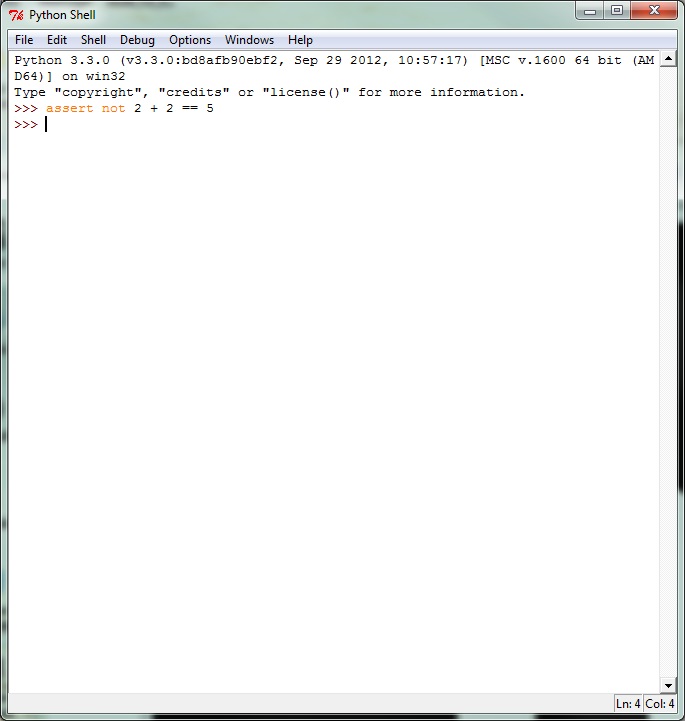 Python Shell
File Edit Shell Debug Options Windows Help
Python 3.3.0 (v3.3.0:bd8afb90ebf2, Sep 29 2012, 10:57:17) [MSC v.1600 64 bit (AM
D64)] on win32
Type "copyright", "credits" or "license()" for more information.
>>> assert not 2 + 2 == 5
>>>
Ln: 4 Col: 4